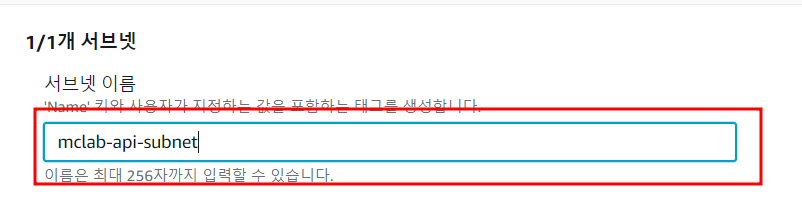 1/1개 서브넷
서브넷 이름
'Name' 키와 사용자가 지정하는 값을 포함하는 태그를 생성합니다.
mclab-api-subnet
이름은 최대 256자까지 입력할 수 있습니다.